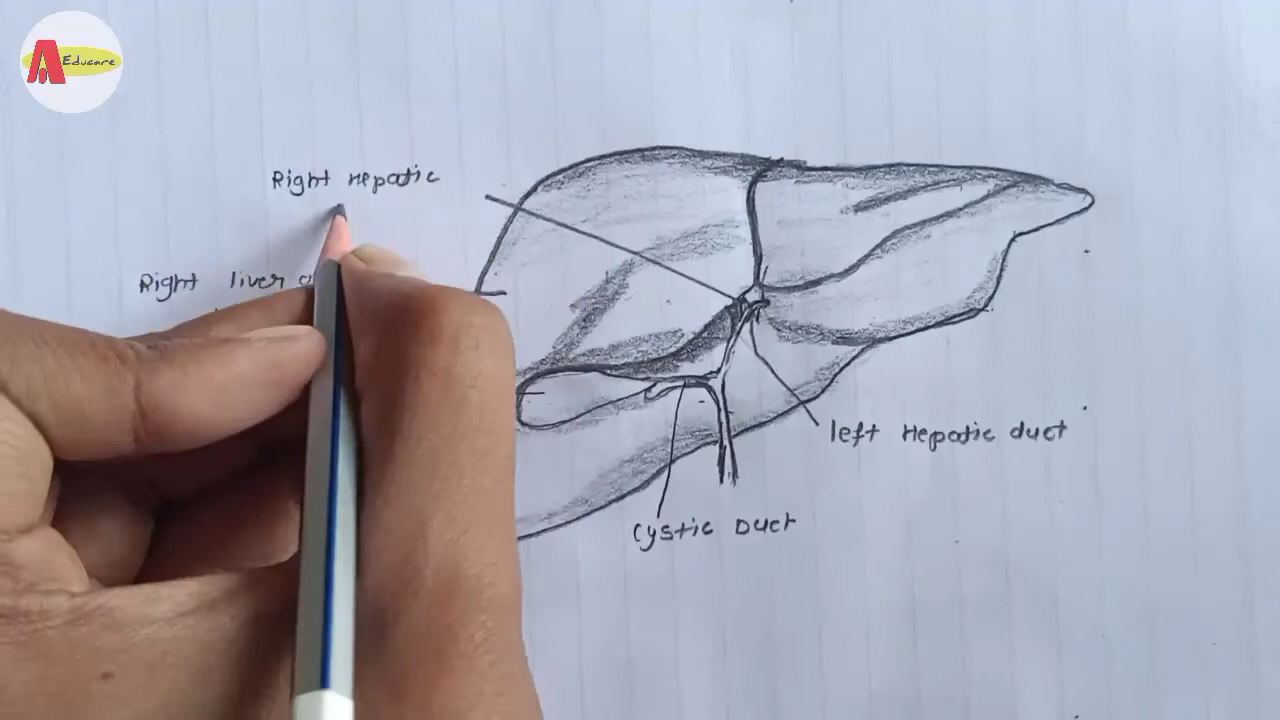 A Educare
Right Hepatic
Right liver
left Hepatic duct
Cystic Duct